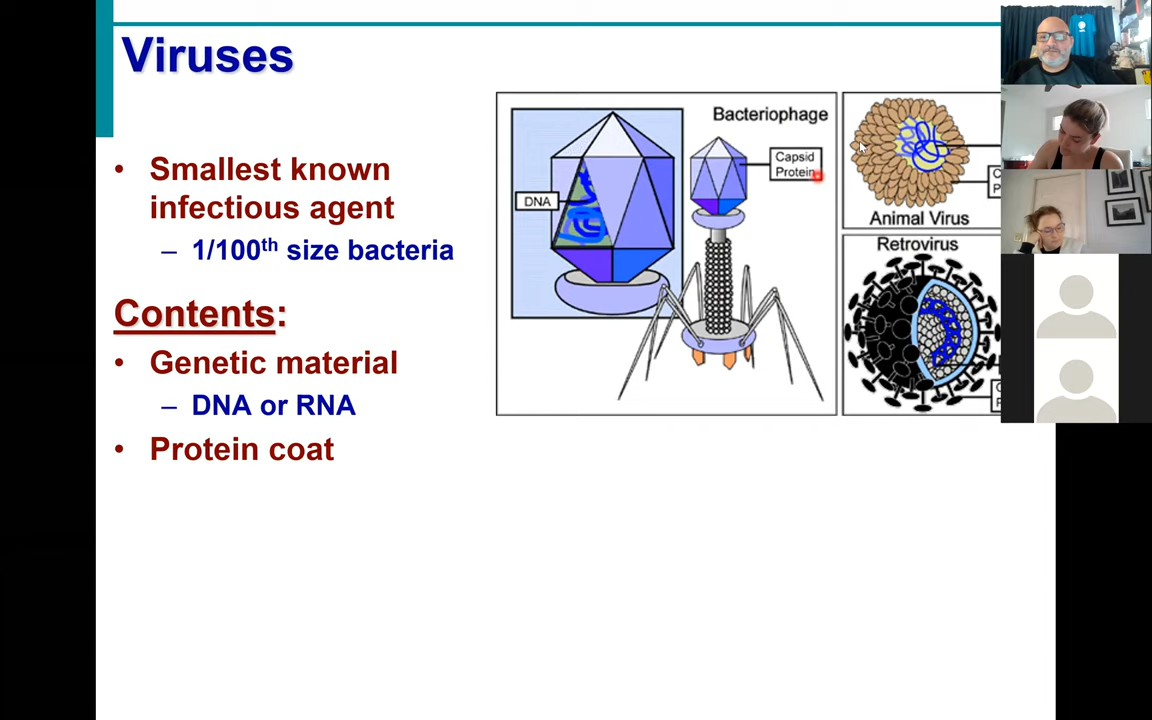 Viruses
• Smallest known
infectious agent
– 1/100th size bacteria
Contents:
• Genetic material
– DNA or RNA
• Protein coat
Bacteriophage
DNA
Capsid
Protein
Animal Virus
Retrovirus